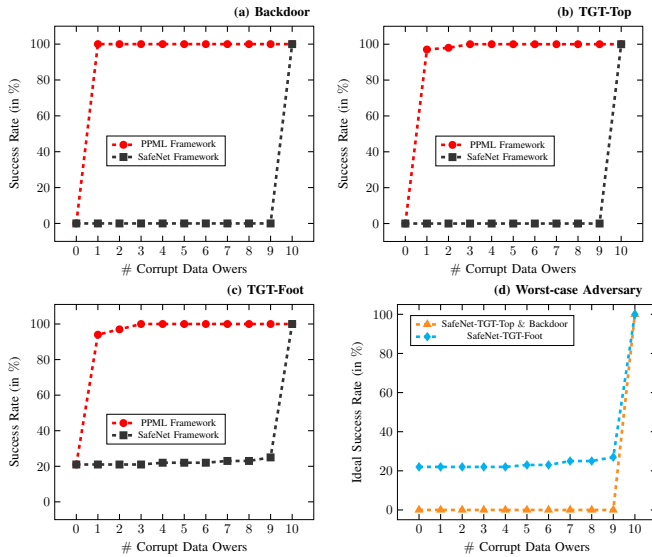 (a) Backdoor
100
80
60
40
20
0
Success Rate (in %)
PPML Framework
SafeNet Framework
0 1 2 3 4 5 6 7 8 9 10
# Corrupt Data Owers
(b) TGT-Top
100
80
60
40
20
0
Success Rate (in %)
PPML Framework
SafeNet Framework
0 1 2 3 4 5 6 7 8 9 10
# Corrupt Data Owers
(c) TGT-Foot
100
80
60
40
20
0
Success Rate (in %)
PPML Framework
SafeNet Framework
0 1 2 3 4 5 6 7 8 9 10
# Corrupt Data Owers
(d) Worst-case Adversary
100
80
60
40
20
0
Ideal Success Rate (in %)
SafeNet-TGT-Top & Backdoor
SafeNet-TGT-Foot
0 1 2 3 4 5 6 7 8 9 10
# Corrupt Data Owers